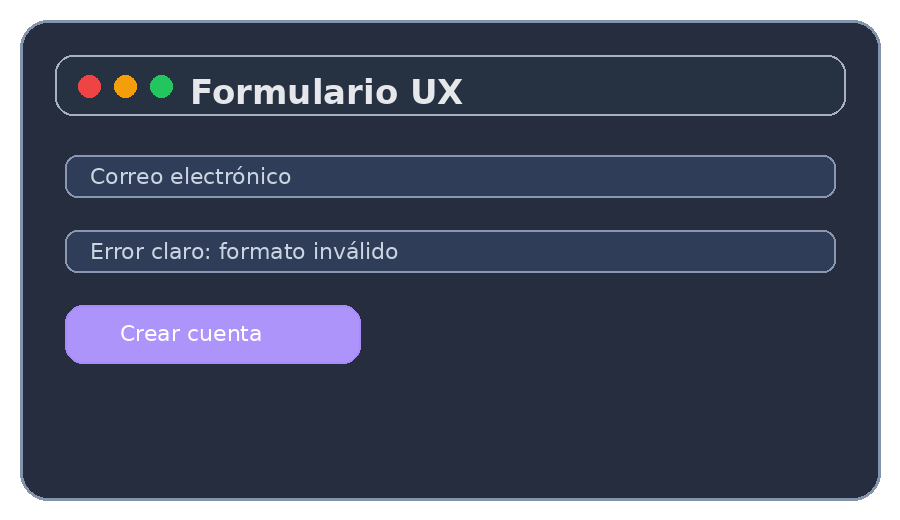 Formulario UX
Correo electrónico
Error claro: formato inválido
Crear cuenta